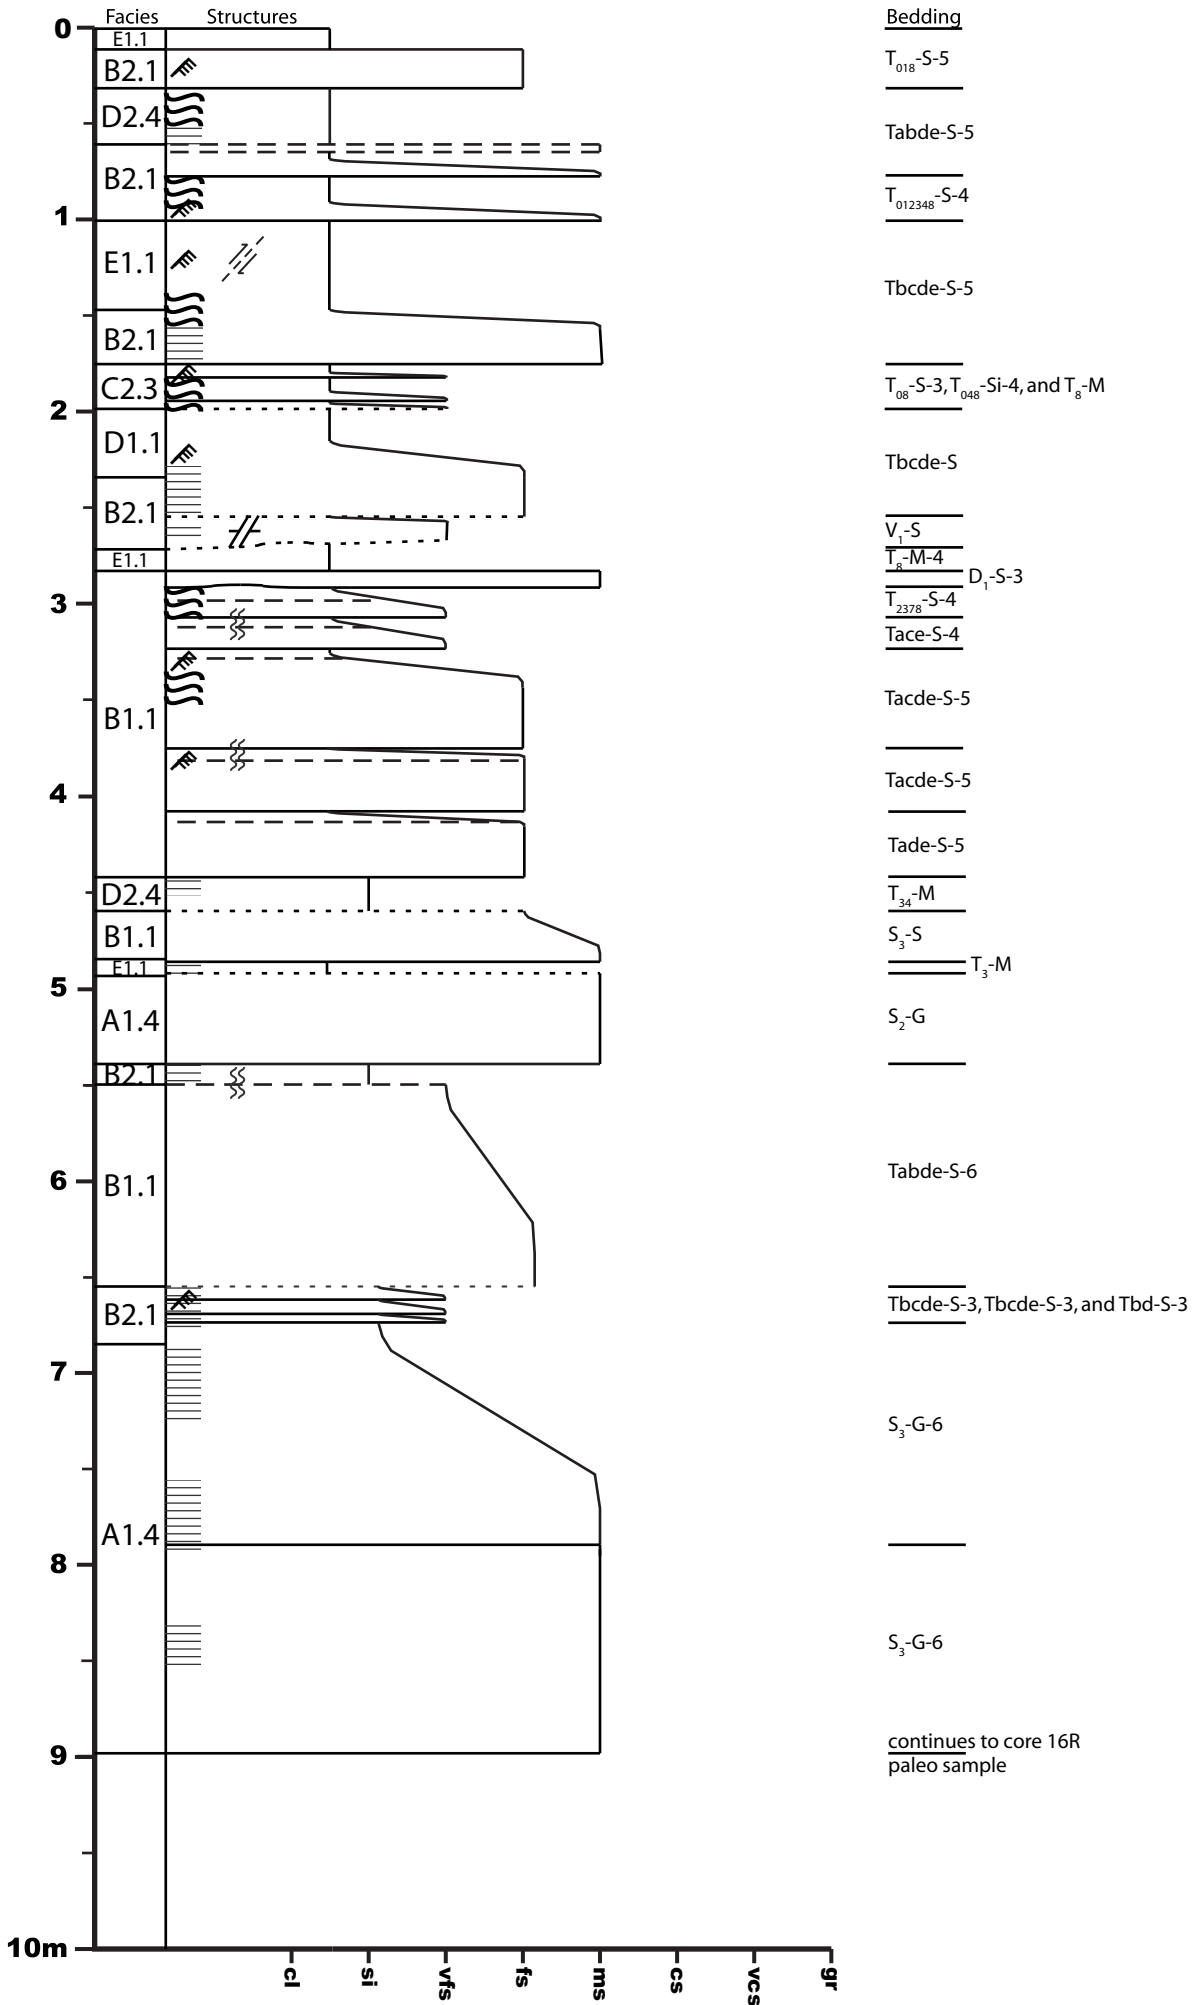 Facies Structures Bedding
0
E1.1
B2.1 T018-S-5
D2.4
Tabde-S-5
B2.1
T012348-S-4
1
E1.1
Tbcde-S-5
B2.1
C2.3 T08-S-3, T048-Si-4, and T8-M
2
D1.1
Tbcde-S
B2.1
V1-S
E1.1 T8-M-4
D1-S-3
3
T2378-S-4
Tace-S-4
Tacde-S-5
B1.1
Tacde-S-5
4
Tade-S-5
D2.4 T34-M
B1.1 S3-S
E1.1 T3-M
5
A1.4 S2-G
B2.1
Tabde-S-6
6
B1.1
B2.1 Tbcde-S-3, Tbcde-S-3, and Tbd-S-3
7
S3-G-6
A1.4
8
S3-G-6
continues to core 16R
9
paleo sample
10m
cl si vfs fs ms cs vcs gr